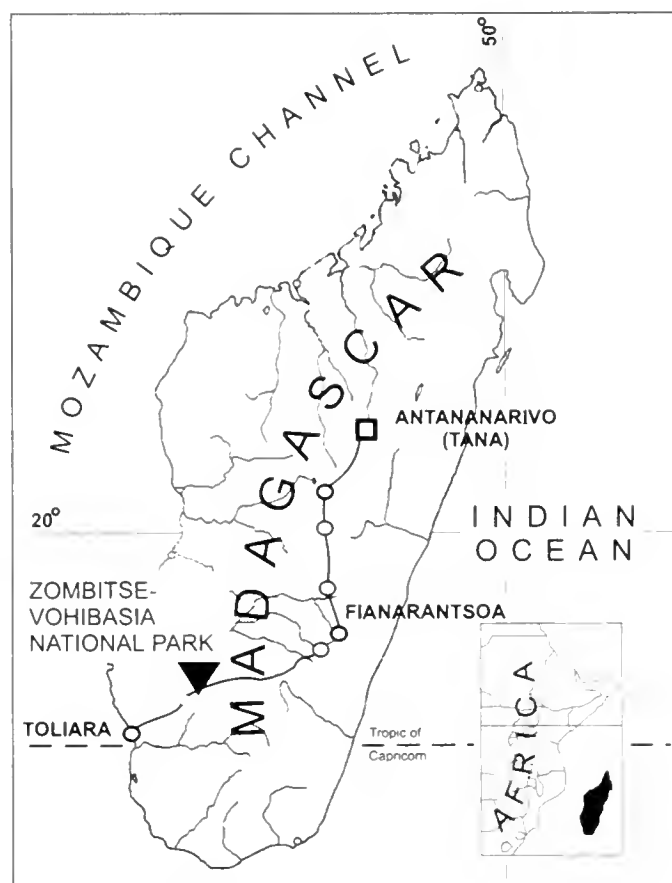 50°
MOZAMBIQUE CHANNEL
MADAGASCAR
ANTANANARIVO
(TANA)
20°
INDIAN
OCEAN
ZOMBITSE-
VOHIBASIA
NATIONAL PARK
FIANARANTSOA
TOLIARA
Tropic of
Capricorn
AFRICA